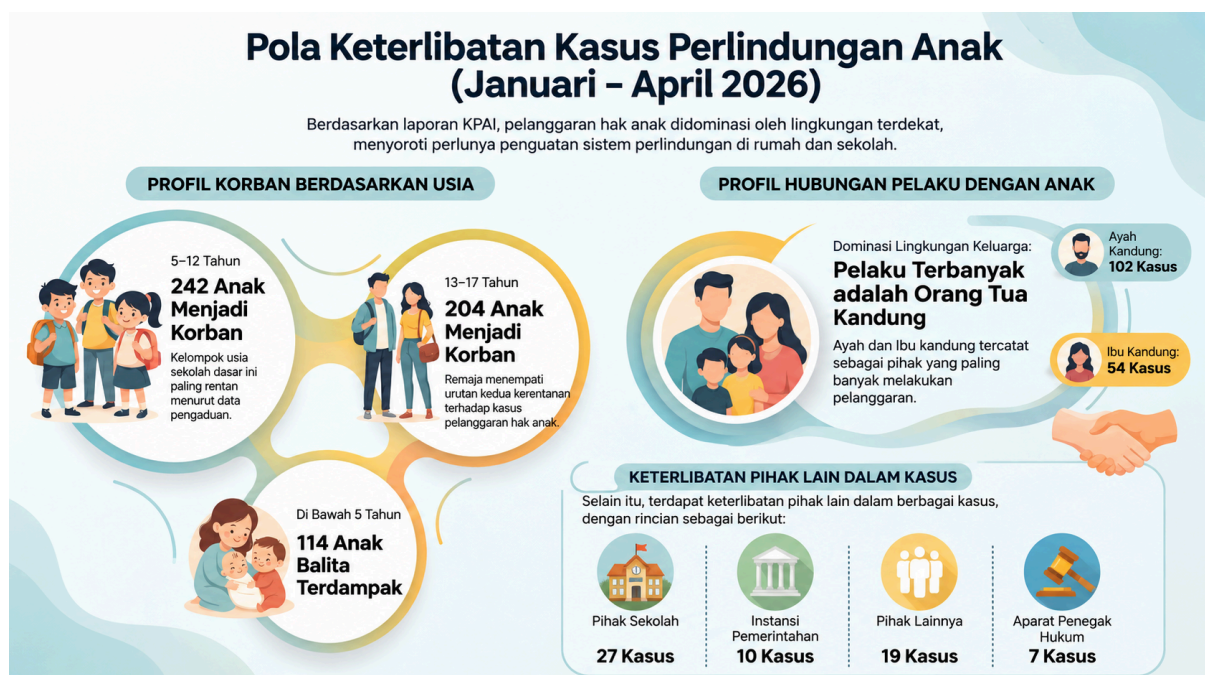 Pola Keterlibatan Kasus Perlindungan Anak
(Januari – April 2026)
Berdasarkan laporan KPAI, pelanggaran hak anak didominasi oleh lingkungan terdekat,
menyoroti perlunya penguatan sistem perlindungan di rumah dan sekolah.
PROFIL KORBAN BERDASARKAN USIA
5–12 Tahun
242 Anak
Menjadi
Korban
Kelompok usia
sekolah dasar ini
paling rentan
menurut data
pengaduan.
13–17 Tahun
204 Anak
Menjadi
Korban
Remaja menempati
urutan kedua kerentanan
terhadap kasus
pelanggaran hak anak.
Di Bawah 5 Tahun
114 Anak
Balita
Terdampak
PROFIL HUBUNGAN PELAKU DENGAN ANAK
Dominasi Lingkungan Keluarga:
Pelaku Terbanyak
adalah Orang Tua
Kandung
Ayah dan Ibu kandung tercatat
sebagai pihak yang paling
banyak melakukan
pelanggaran.
Ayah
Kandung:
102 Kasus
Ibu Kandung:
54 Kasus
KETERLIBATAN PIHAK LAIN DALAM KASUS
Selain itu, terdapat keterlibatan pihak lain dalam berbagai kasus,
dengan rincian sebagai berikut:
Pihak Sekolah
27 Kasus
Instansi
Pemerintahan
10 Kasus
Pihak Lainnya
19 Kasus
Aparat Penegak
Hukum
7 Kasus